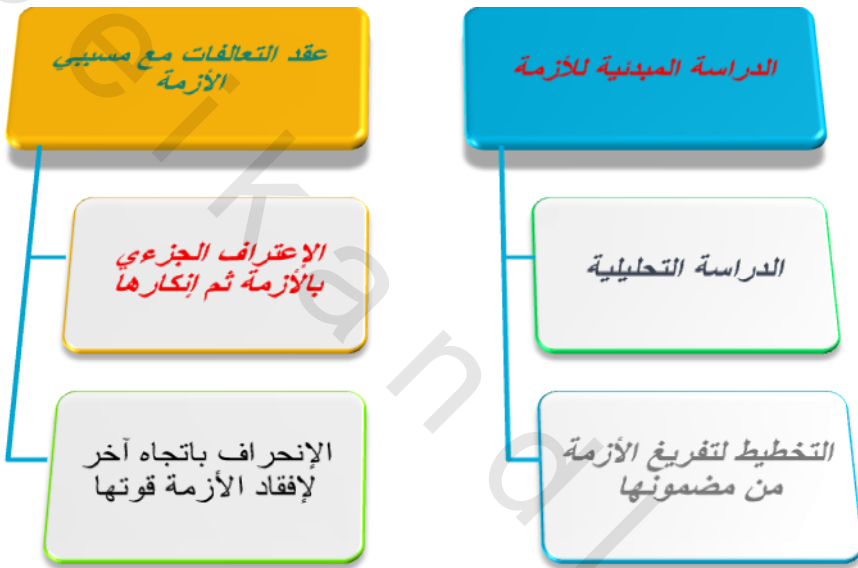 الدراسة المبدئية للأزمة
الدراسة التحليلية
التخطيط لتفريغ الأزمة
من مضمونها
عقد التعالفات مع مسببي
الأزمة
الإعتراف الجزءي
بالأزمة ثم إنكارها
الإنحراف باتجاه آخر
لإفقاد الأزمة قوتها
e i k a n d l